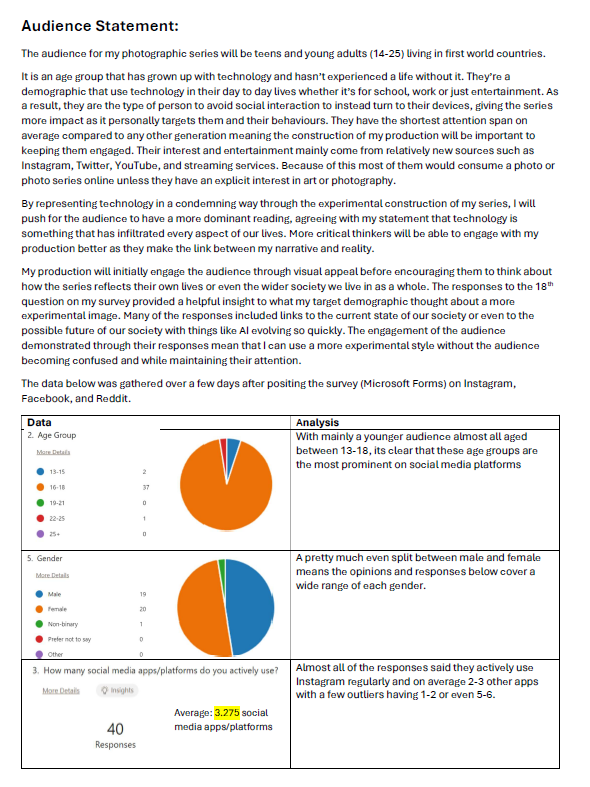 Audience Statement:
The audience for my photographic series will be teens and young adults (14-25) living in first world countries.
It is an age group that has grown up with technology and hasn't experienced a life without it. They're a
demographic that use technology in their day to day lives whether it's for school, work or just entertainment. As
a result, they are the type of person to avoid social interaction to instead turn to their devices, giving the series
more impact as it personally targets them and their behaviours. They have the shortest attention span on
average compared to any other generation meaning the construction of my production will be important to
keeping them engaged. Their interest and entertainment mainly come from relatively new sources such as
Instagram, Twitter, YouTube, and streaming services. Because of this most of them would consume a photo or
photo series online unless they have an explicit interest in art or photography.
By representing technology in a condemning way through the experimental construction of my series, I will
push for the audience to have a more dominant reading, agreeing with my statement that technology is
something that has infiltrated every aspect of our lives. More critical thinkers will be able to engage with my
production better as they make the link between my narrative and reality.
My production will initially engage the audience through visual appeal before encouraging them to think about
how the series reflects their own lives or even the wider society we live in as a whole. The responses to the 18th
question on my survey provided a helpful insight to what my target demographic thought about a more
experimental image. Many of the responses included links to the current state of our society or even to the
possible future of our society with things like AI evolving so quickly. The engagement of the audience
demonstrated through their responses mean that I can use a more experimental style without the audience
becoming confused and while maintaining their attention.
The data below was gathered over a few days after positing the survey (Microsoft Forms) on Instagram,
Facebook, and Reddit.
Data
Analysis
2. Age Group
More Details
13-15 2
16-18 37
19-21 0
22-25 1
25+ 0
With mainly a younger audience almost all aged
between 13-18, its clear that these age groups are
the most prominent on social media platforms
5. Gender
More Details
Male 19
Female 20
Non-binary 1
Prefer not to say 0
Other 0
A pretty much even split between male and female
means the opinions and responses below cover a
wide range of each gender.
3. How many social media apps/platforms do you actively use?
More Details Insights
40
Responses
Average: 3.275 social
media apps/platforms
Almost all of the responses said they actively use
Instagram regularly and on average 2-3 other apps
with a few outliers having 1-2 or even 5-6.